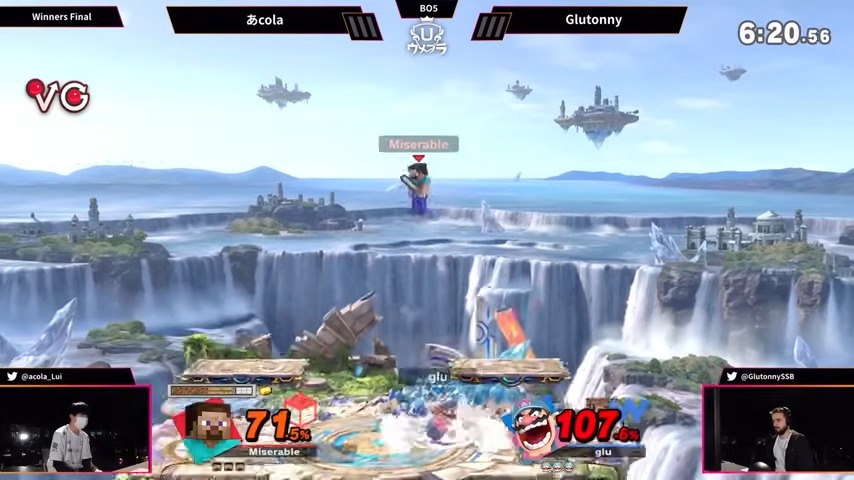 Winners Final
あcola
BO5
Glutonny
6:20.56
U
ウメブラ
VG
Miserable
glu
@acola_Lui
@GlutonnySSB
71.5%
107.6%
Miserable
glu